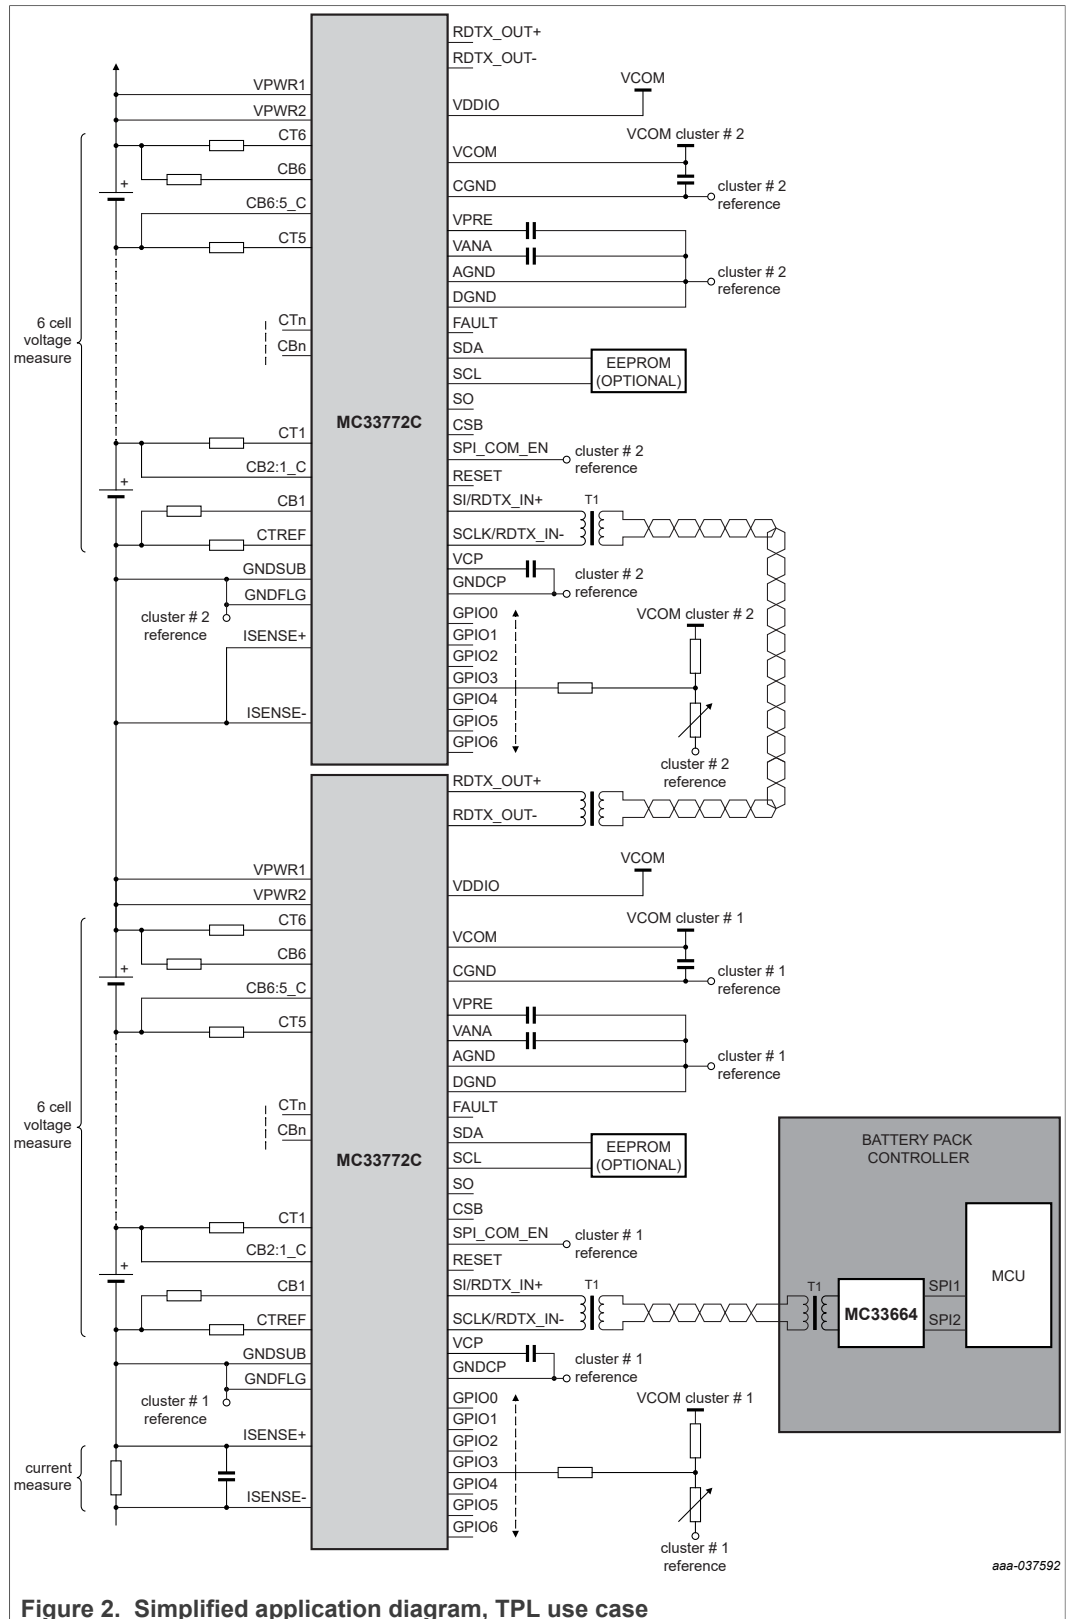 RDTX_OUT+
RDTX_OUT-
VPWR1
VCOM
VDDIO
VPWR2
CT6
VCOM cluster # 2
VCOM
CB6
CGND
cluster # 2
reference
CB6:5_C
VPRE
CT5
VANA
AGND
cluster # 2
reference
DGND
6 cell
voltage
measure
CTn
CBn
FAULT
SDA
SCL
EEPROM
(OPTIONAL)
SO
MC33772C
CSB
CT1
SPI_COM_EN
cluster # 2
reference
CB2:1_C
RESET
CB1
SI/RDTX_IN+
T1
CTREF
SCLK/RDTX_IN-
VCP
GNDSUB
GNDCP
cluster # 2
reference
GNDFLG
cluster # 2
reference
GPIO0
VCOM cluster # 2
ISENSE+
GPIO1
GPIO2
GPIO3
GPIO4
ISENSE-
GPIO5
GPIO6
cluster # 2
reference
RDTX_OUT+
RDTX_OUT-
VCOM
VPWR1
VDDIO
VPWR2
CT6
VCOM cluster # 1
VCOM
CB6
CGND
cluster # 1
reference
CB6:5_C
VPRE
CT5
VANA
AGND
cluster # 1
reference
DGND
6 cell
voltage
measure
CTn
CBn
FAULT
SDA
SCL
EEPROM
(OPTIONAL)
MC33772C
SO
CSB
CT1
SPI_COM_EN
cluster # 1
reference
CB2:1_C
RESET
CB1
SI/RDTX_IN+
T1
CTREF
SCLK/RDTX_IN-
BATTERY PACK
CONTROLLER
T1
MC33664
SPI1
SPI2
MCU
VCP
GNDSUB
GNDCP
cluster # 1
reference
GNDFLG
cluster # 1
reference
GPIO0
VCOM cluster # 1
GPIO1
ISENSE+
GPIO2
GPIO3
current
measure
GPIO4
ISENSE-
GPIO5
GPIO6
cluster # 1
reference
aaa-037592
Figure 2. Simplified application diagram, TPL use case